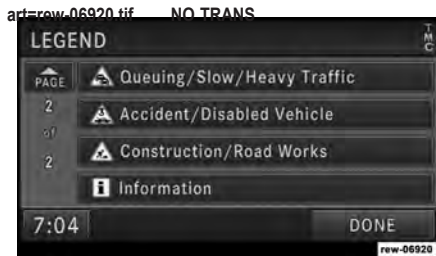 art=rew-06920.tif NO TRANS
LEGEND
TMC
PAGE
2
of
2
Queuing/Slow/Heavy Traffic
Accident/Disabled Vehicle
Construction/Road Works
i Information
7:04
DONE
rew-06920